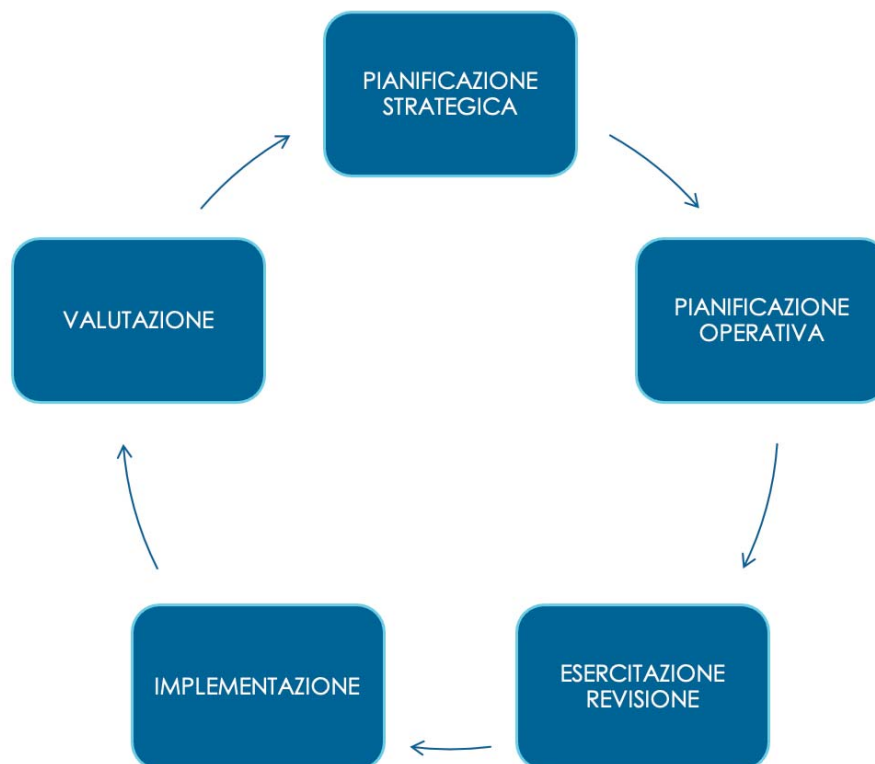 PIANIFICAZIONE
STRATEGICA
PIANIFICAZIONE
OPERATIVA
ESERCITAZIONE
REVISIONE
IMPLEMENTAZIONE
VALUTAZIONE